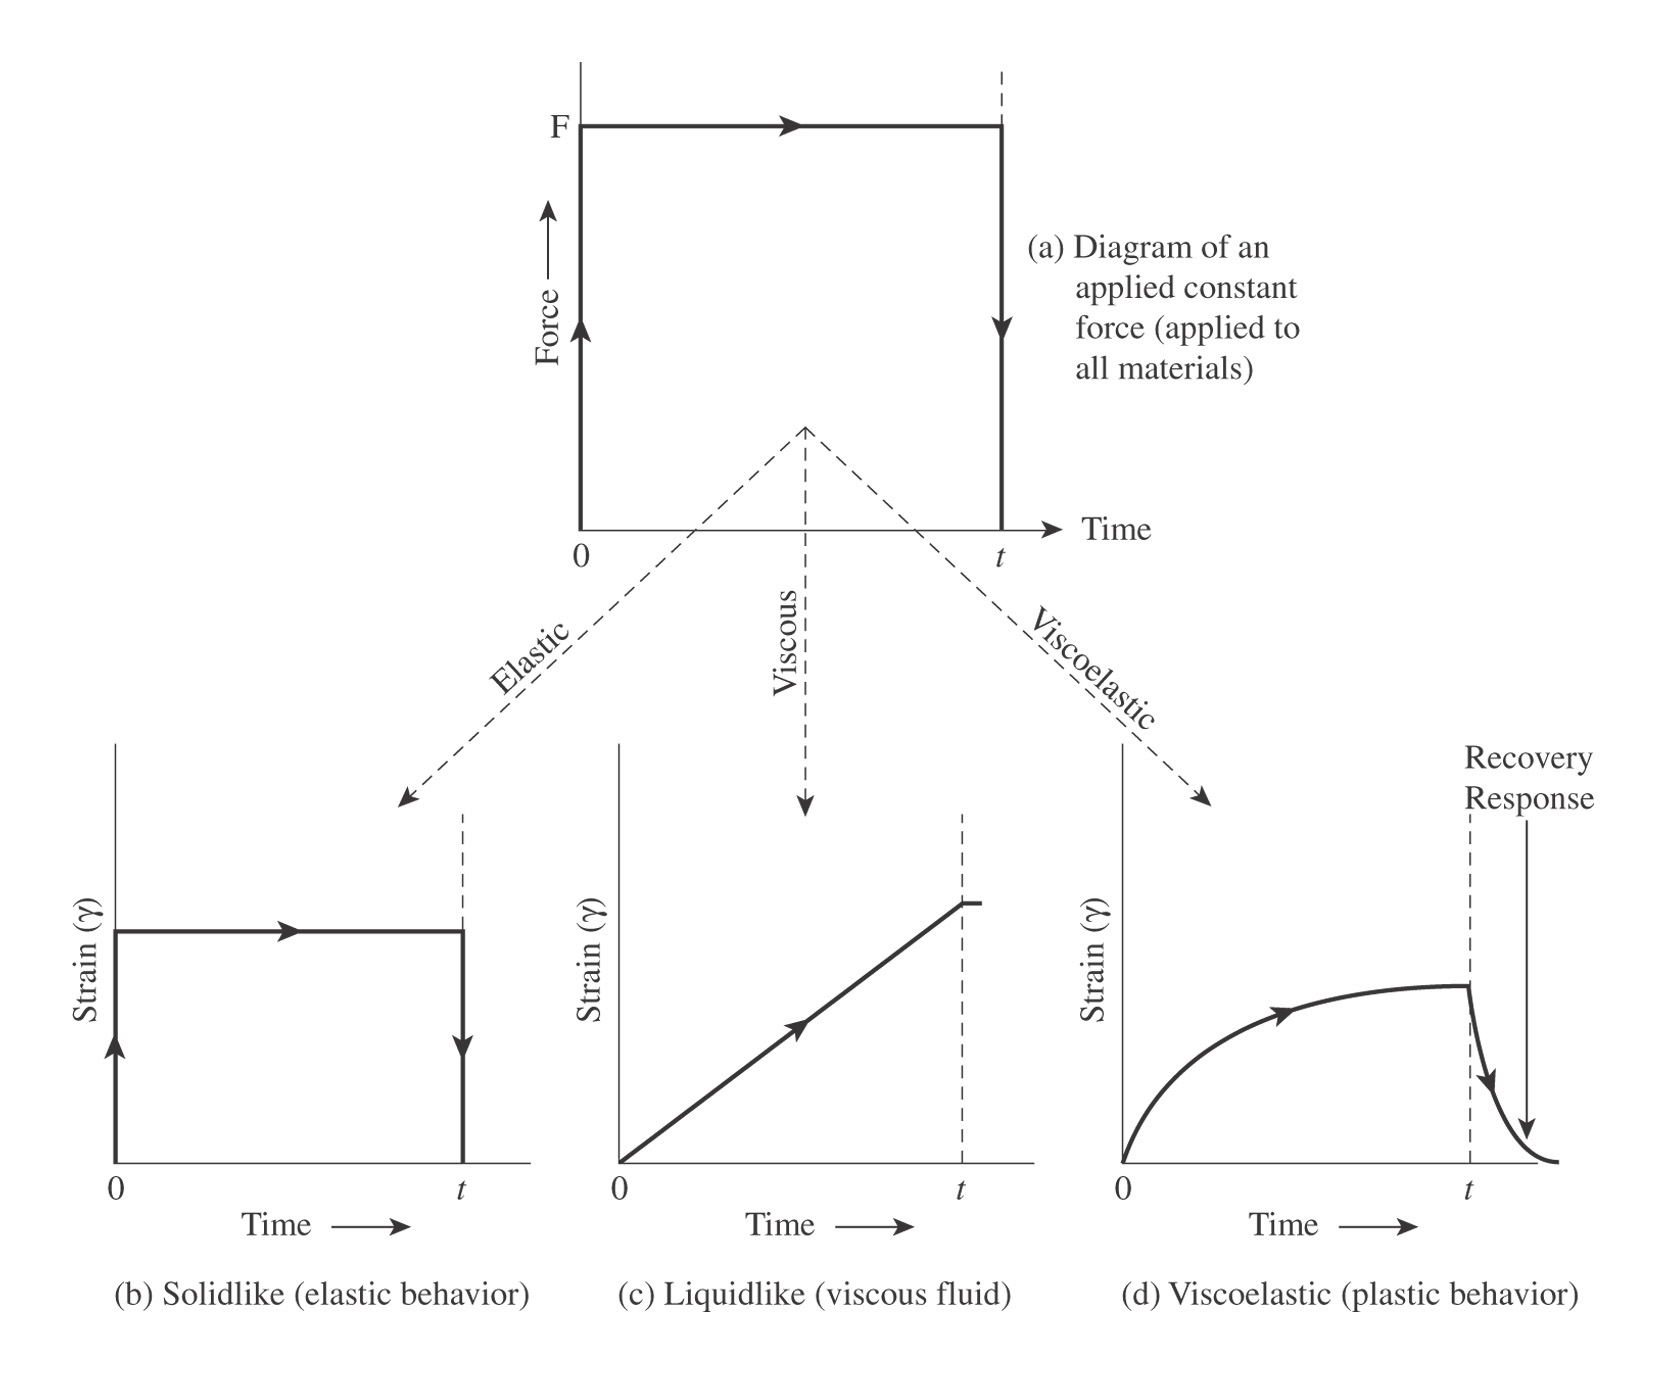 F
Force
(a) Diagram of an
applied constant
force (applied to
all materials)
Time
0
t
Elastic
Viscous
Viscoelastic
Recovery
Response
Strain (γ)
0
t
Time
(b) Solidlike (elastic behavior)
Strain (γ)
0
t
Time
(c) Liquidlike (viscous fluid)
Strain (γ)
0
t
Time
(d) Viscoelastic (plastic behavior)